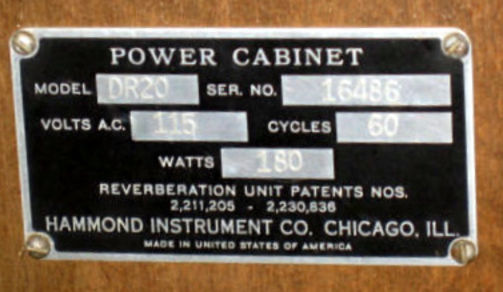 POWER CABINET
MODEL DR20 SER. NO. 16486
VOLTS A.C. 115 CYCLES 60
WATTS 180
REVERBERATION UNIT PATENTS NOS.
2,211,205 - 2,230,836
HAMMOND INSTRUMENT CO. CHICAGO, ILL.
MADE IN UNITED STATES OF AMERICA